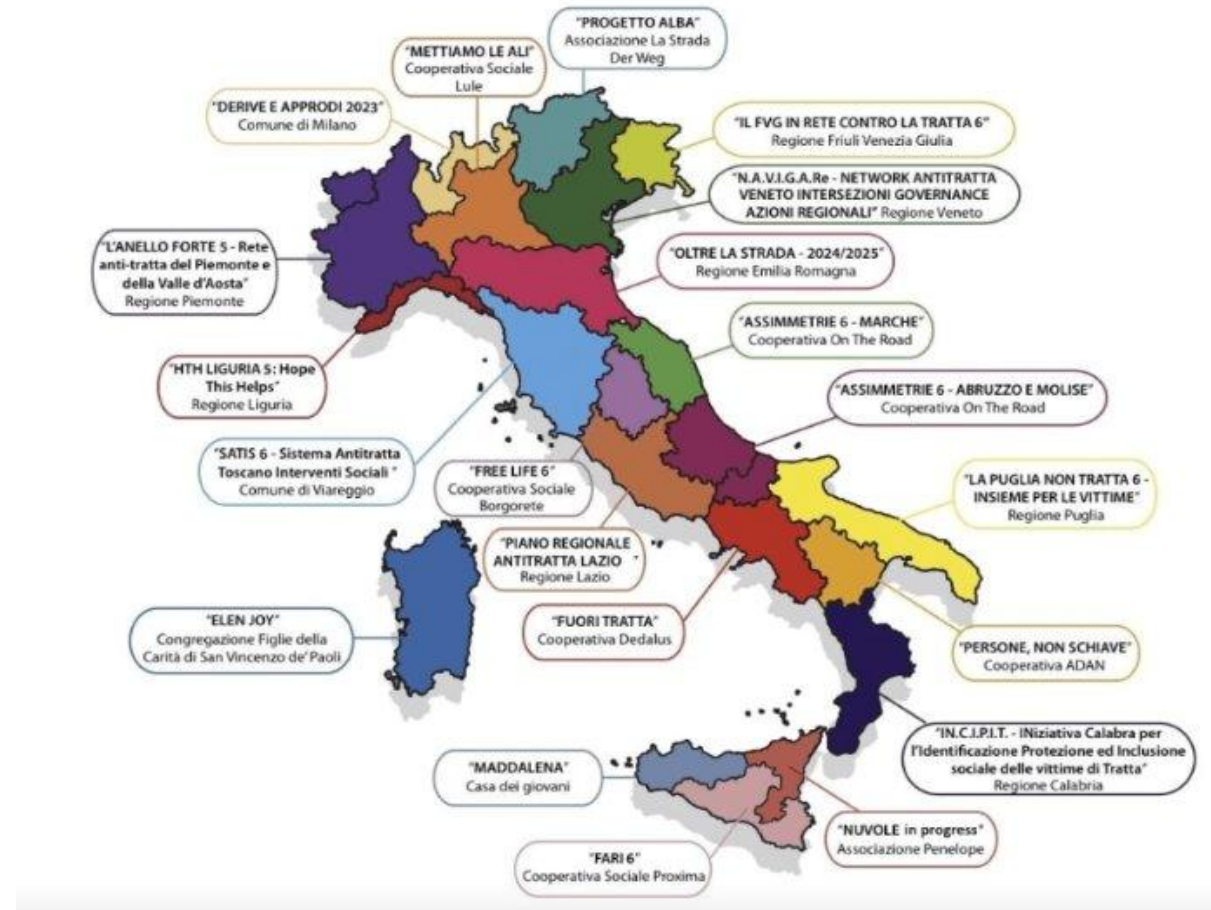 "PROGETTO ALBA"
Associazione La Strada
Der Weg
"METTIAMO LE ALI"
Cooperativa Sociale
Lule
"DERIVE E APPRODI 2023"
Comune di Milano
"IL FVG IN RETE CONTRO LA TRATTA 6"
Regione Friuli Venezia Giulia
"N.A.V.I.G.A.Re - NETWORK ANTITRATTA
VENETO INTERSEZIONI GOVERNANCE
AZIONI REGIONALI" Regione Veneto
"L'ANELLO FORTE 5 - Rete
anti-tratta del Piemonte e
della Valle d'Aosta"
Regione Piemonte
"OLTRE LA STRADA - 2024/2025"
Regione Emilia Romagna
"ASSIMMETRIE 6 - MARCHE"
Cooperativa On The Road
"HTH LIGURIA 5: Hope
This Helps"
Regione Liguria
"ASSIMMETRIE 6 - ABRUZZO E MOLISE"
Cooperativa On The Road
"SATIS 6 - Sistema Antitratta
Toscano Interventi Sociali "
Comune di Viareggio
"FREE LIFE 6"
Cooperativa Sociale
Borgorete
"LA PUGLIA NON TRATTA 6 -
INSIEME PER LE VITTIME"
Regione Puglia
"PIANO REGIONALE
ANTITRATTA LAZIO "
Regione Lazio
"ELEN JOY"
Congregazione Figlie della
Carità di San Vincenzo de' Paoli
"FUORI TRATTA"
Cooperativa Dedalus
"PERSONE, NON SCHIAVE"
Cooperativa ADAN
"IN.C.I.P.I.T. - INiziativa Calabra per
l'Identificazione Protezione ed Inclusione
sociale delle vittime di Tratta"
Regione Calabria
"MADDALENA"
Casa dei giovani
"NUVOLE in progress"
Associazione Penelope
"FARI 6"
Cooperativa Sociale Proxima